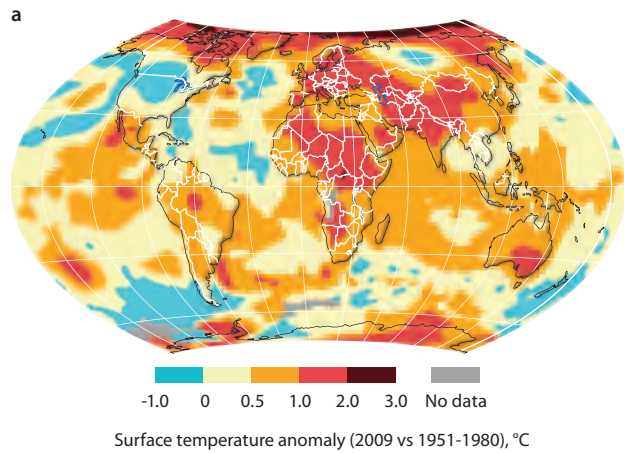 a
-1.0 0 0.5 1.0 2.0 3.0 No data
Surface temperature anomaly (2009 vs 1951-1980), °C